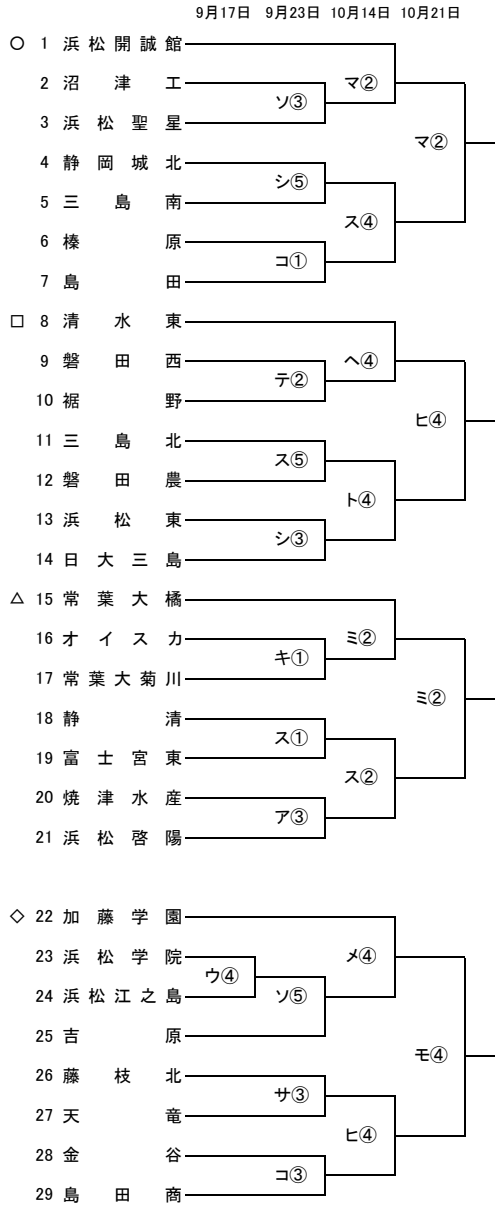 9月17日 9月23日 10月14日 10月21日
○ 1 浜松開誠館
マ②
2 沼津工
ソ③
3 浜松聖星
マ②
4 静岡城北
シ⑤
5 三島南
ス④
6 榛原
コ①
7 島田
□ 8 清水東
ヘ④
9 磐田西
テ②
10 裾野
ヒ④
11 三島北
ス⑤
12 磐田農
ト④
13 浜松東
シ③
14 日大三島
△ 15 常葉大橘
ミ②
16 オイスカ
キ①
17 常葉大菊川
ミ②
18 静清
ス①
19 富士宮東
ス②
20 焼津水産
ア③
21 浜松啓陽
◇ 22 加藤学園
メ④
23 浜松学院
ウ④
24 浜松江之島
ソ⑤
25 吉原
モ④
26 藤枝北
サ③
27 天竜
ヒ④
28 金谷
コ③
29 島田商